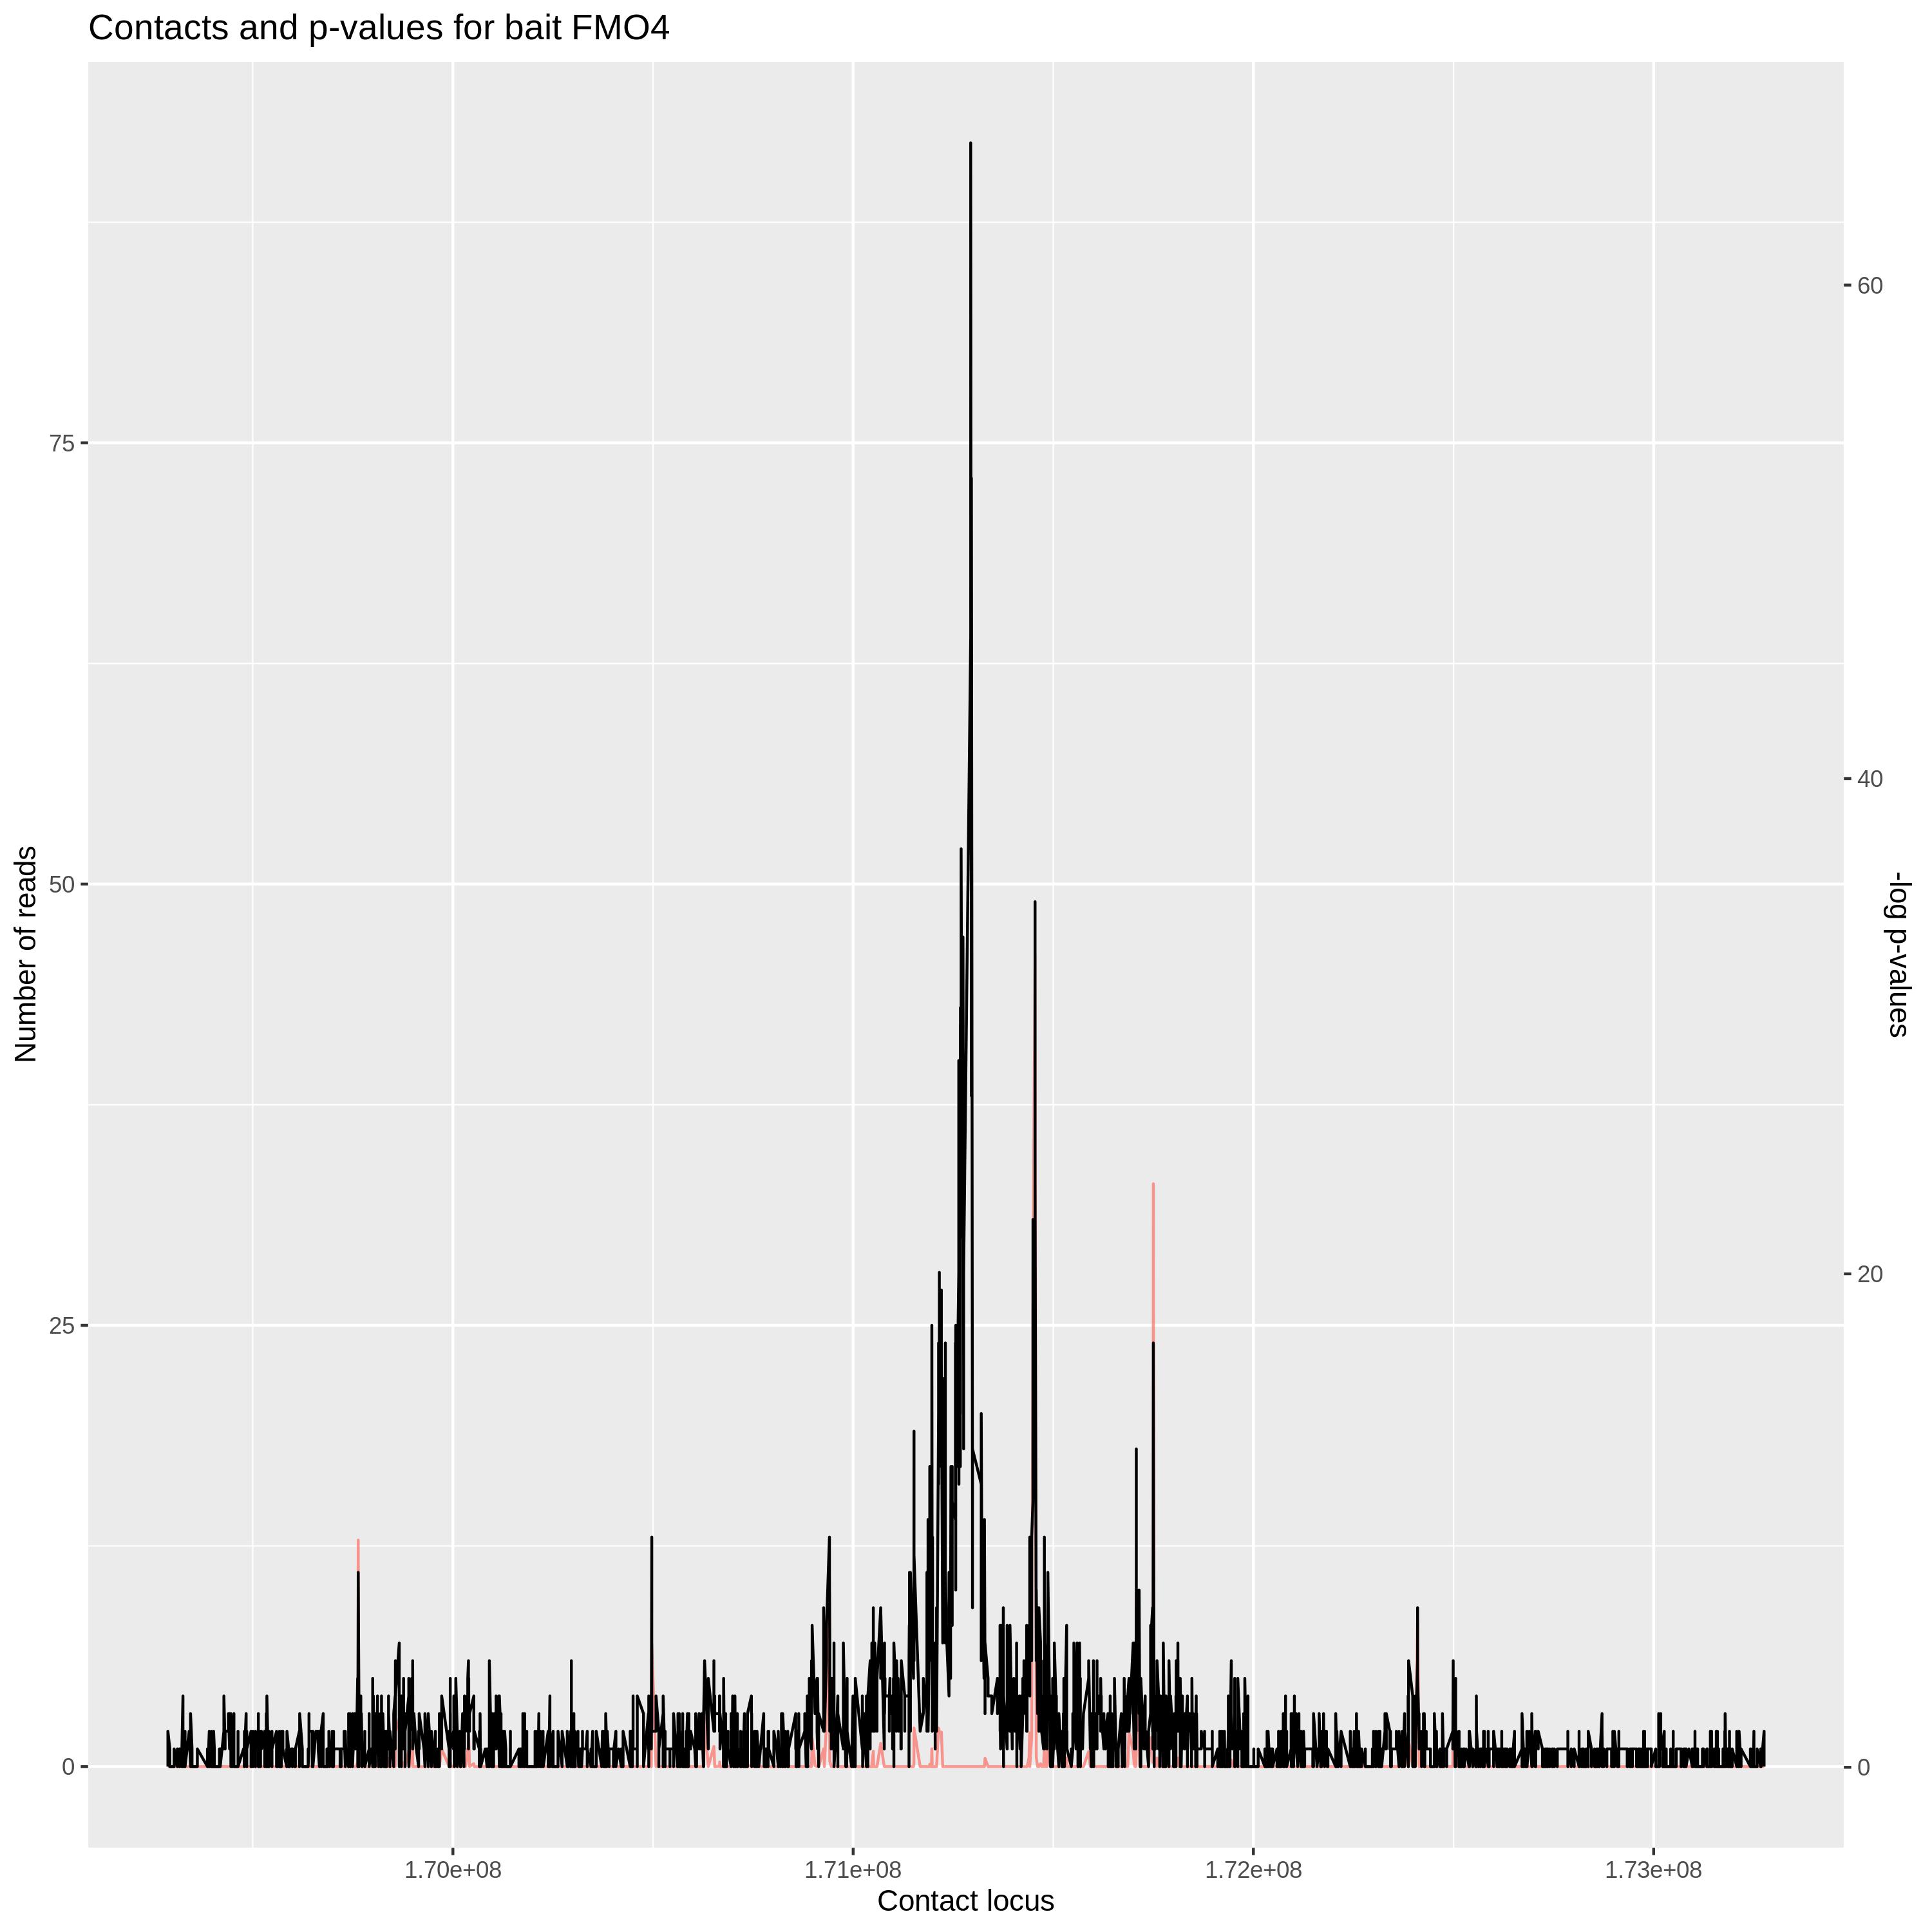 Contacts and p-values for bait FMO4
75
50
25
0
Number of reads
60
40
20
0
-log p-values
1.70e+08
1.71e+08
1.72e+08
1.73e+08
Contact locus